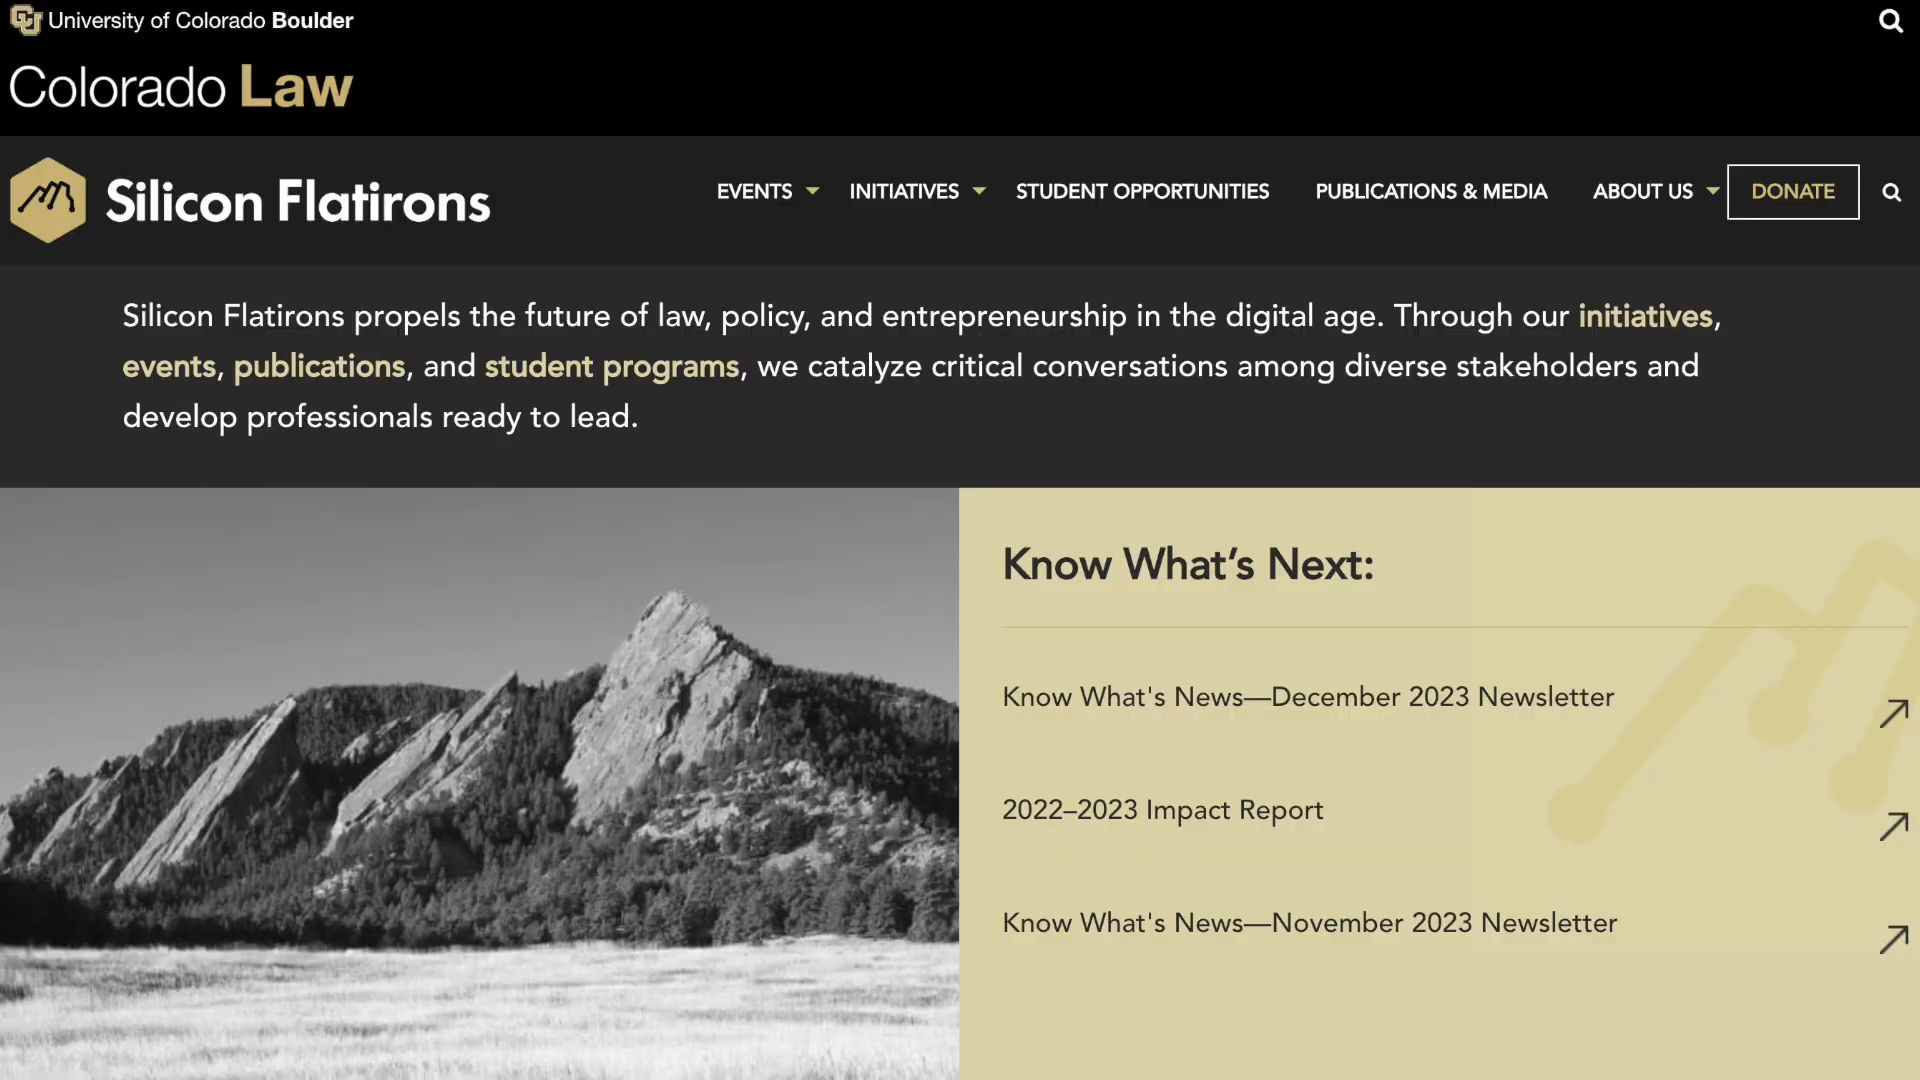 University of Colorado Boulder
Colorado Law
Silicon Flatirons
EVENTS INITIATIVES STUDENT OPPORTUNITIES PUBLICATIONS & MEDIA ABOUT US DONATE
Silicon Flatirons propels the future of law, policy, and entrepreneurship in the digital age. Through our initiatives,
events, publications, and student programs, we catalyze critical conversations among diverse stakeholders and
develop professionals ready to lead.
Know What’s Next:
Know What's News—December 2023 Newsletter
2022–2023 Impact Report
Know What's News—November 2023 Newsletter